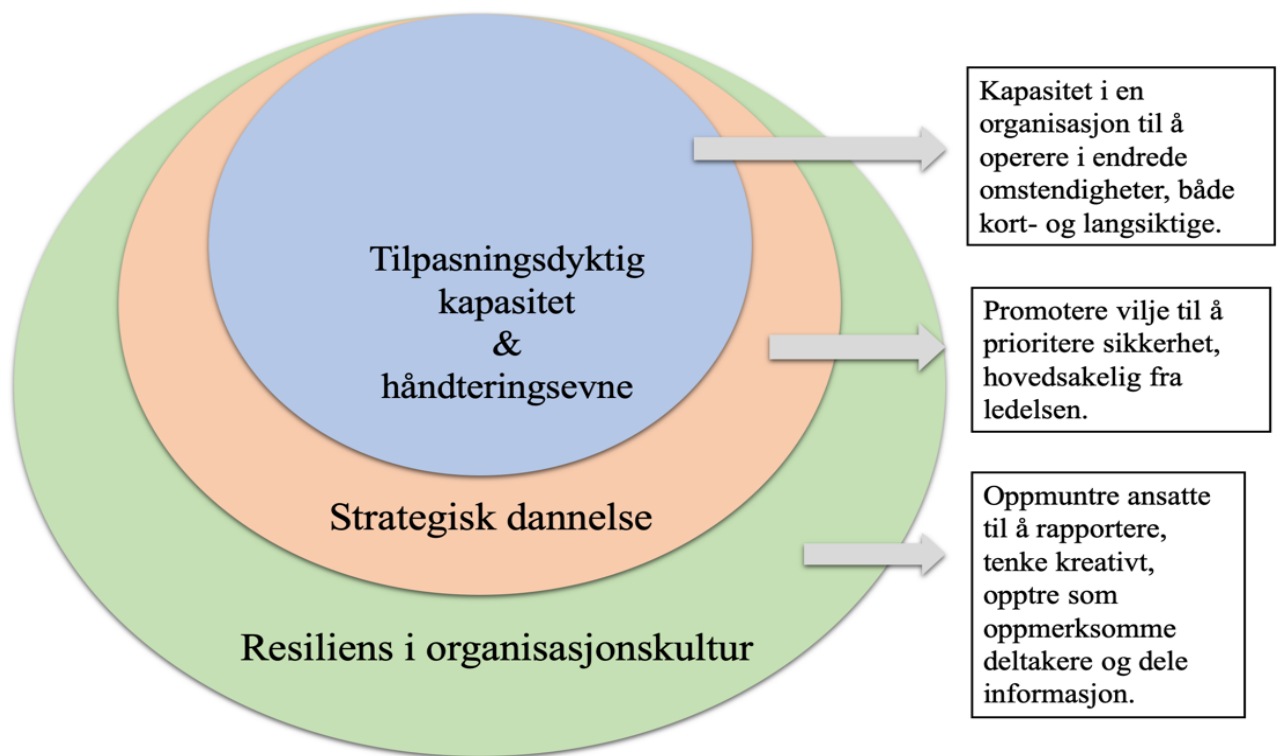 Tilpasningsdyktig
kapasitet
&
håndteringsevne
Strategisk dannelse
Resiliens i organisasjonskultur
Kapasitet i en
organisasjon til å
operere i endrede
omstendigheter, både
kort- og langsiktige.
Promotere vilje til å
prioritere sikkerhet,
hovedsakelig fra
ledelsen.
Oppmuntre ansatte
til å rapportere,
tenke kreativt,
opptre som
oppmerksomme
deltakere og dele
informasjon.